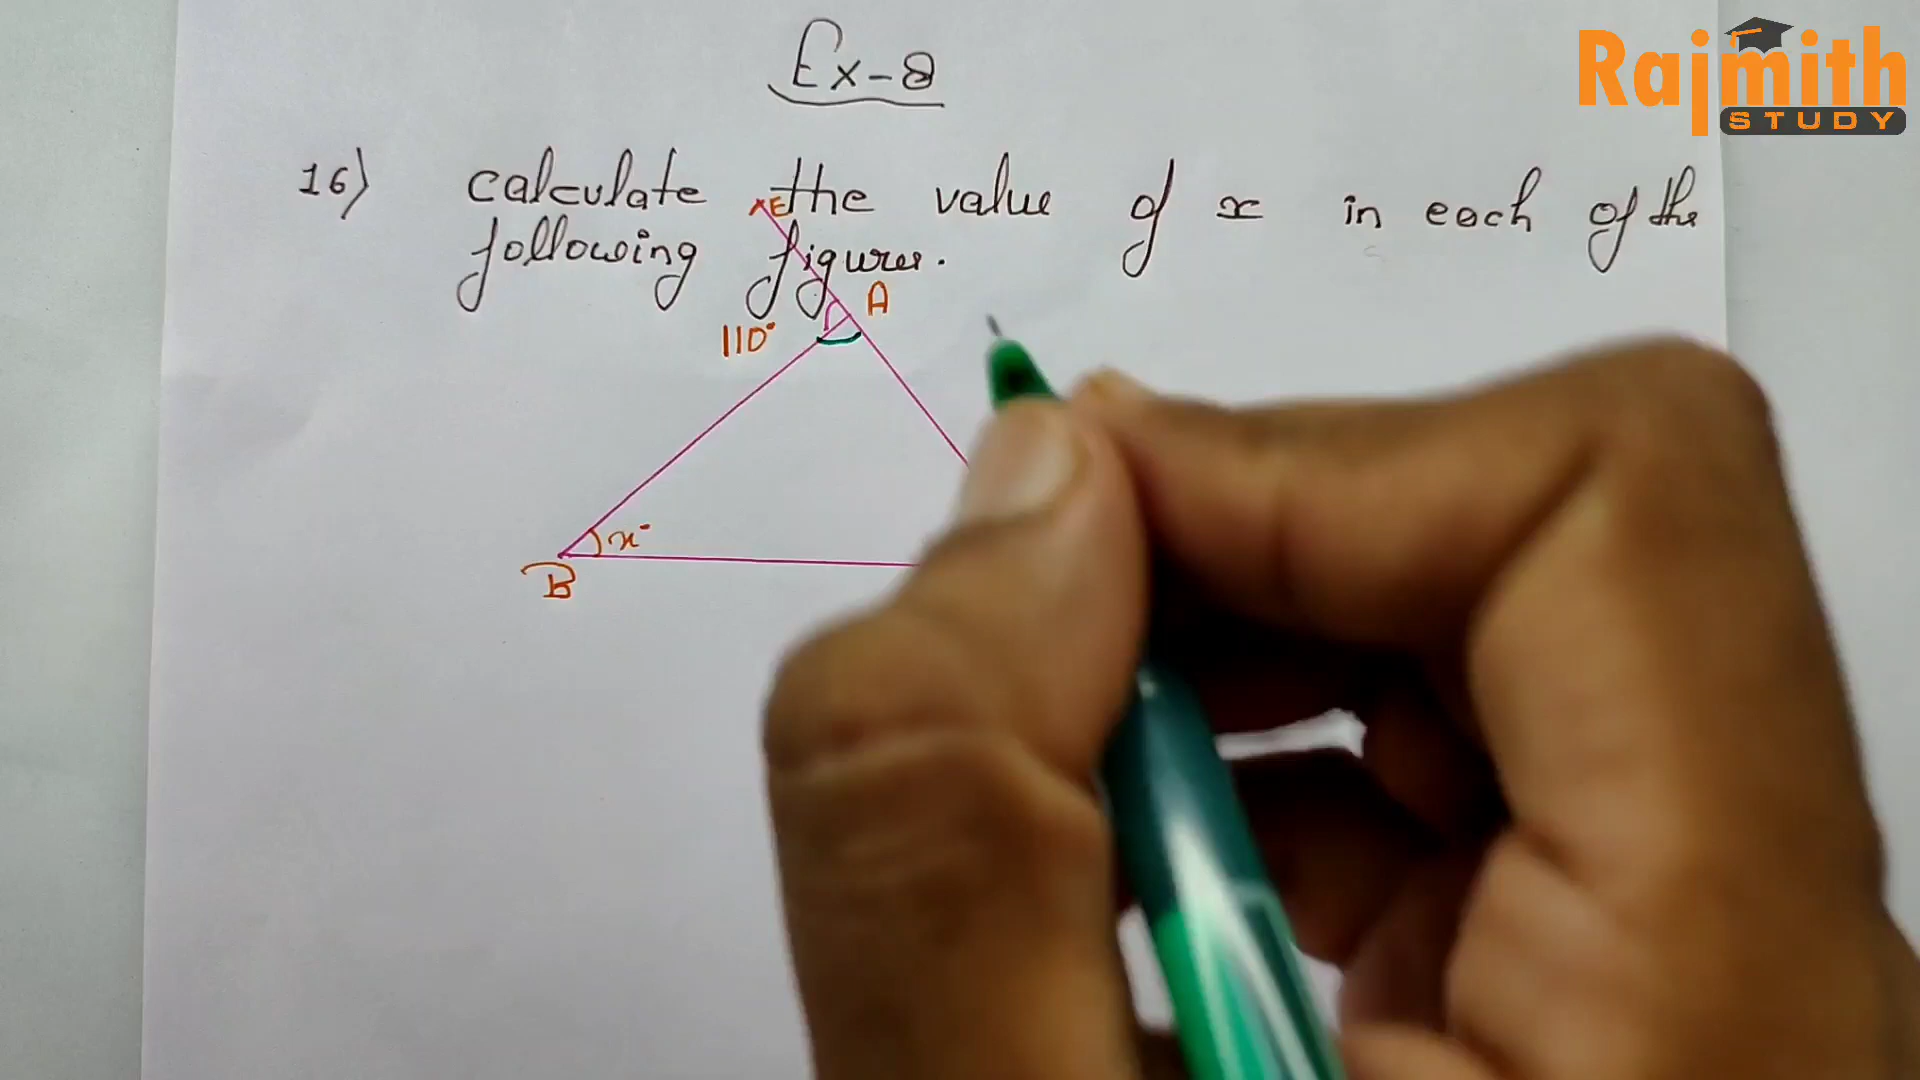 Rajmith
STUDY
Ex-8
16) calculate the value of x in each of the
following figures.
E
A
110°
x°
B